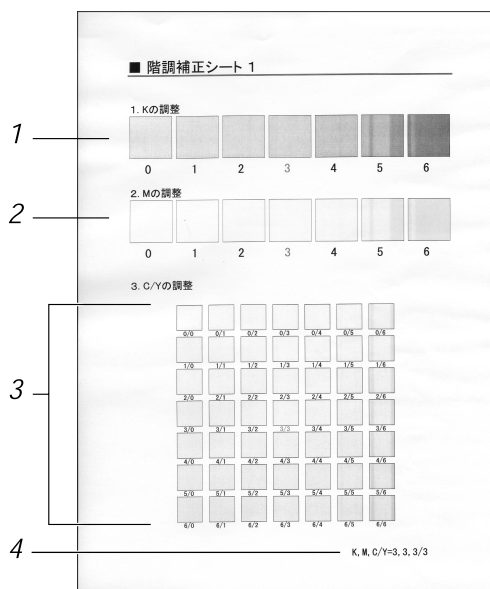 ■ 階調補正シート 1
1. Kの調整
1
0 1 2 3 4 5 6
2. Mの調整
2
0 1 2 3 4 5 6
3. C/Yの調整
0/0 0/1 0/2 0/3 0/4 0/5 0/6
1/0 1/1 1/2 1/3 1/4 1/5 1/6
2/0 2/1 2/2 2/3 2/4 2/5 2/6
3
3/0 3/1 3/2 3/3 3/4 3/5 3/6
4/0 4/1 4/2 4/3 4/4 4/5 4/6
5/0 5/1 5/2 5/3 5/4 5/5 5/6
6/0 6/1 6/2 6/3 6/4 6/5 6/6
4
K, M, C/Y=3, 3, 3/3